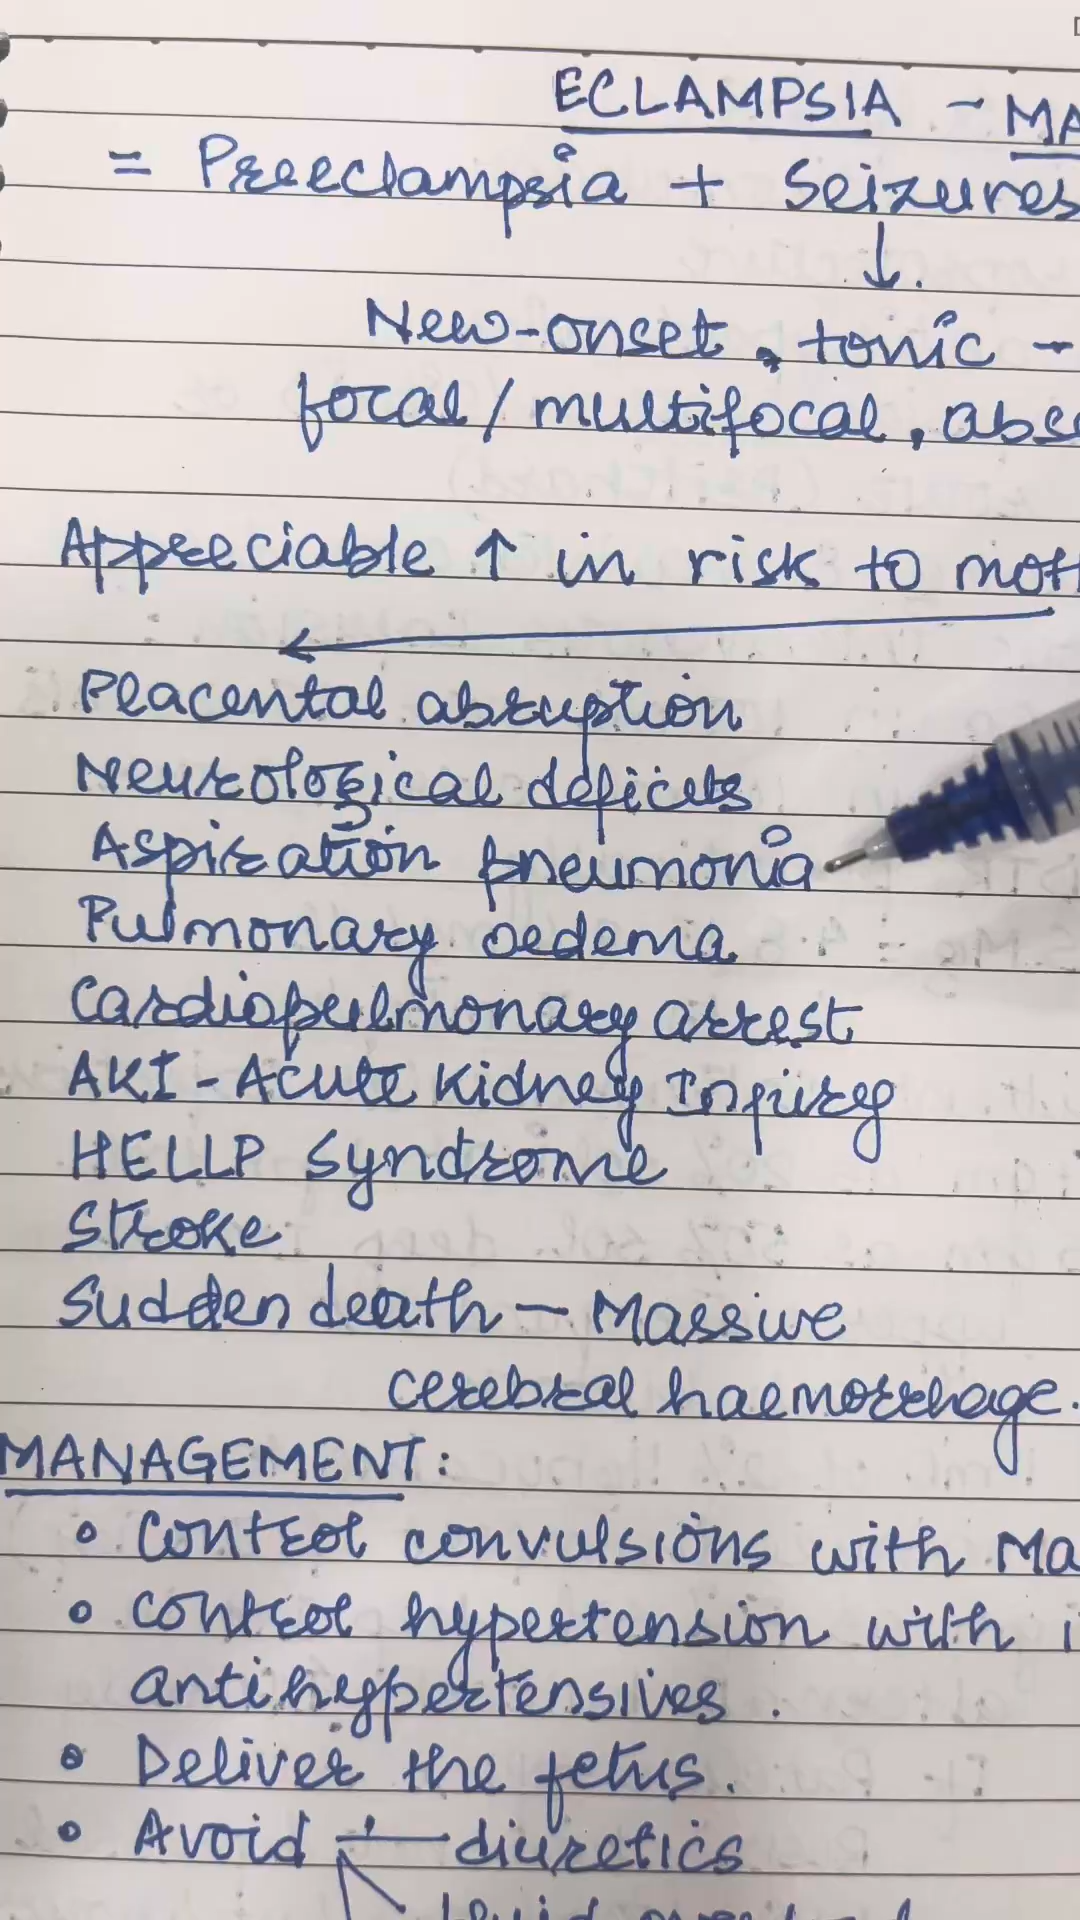 ECLAMPSIA - MA
= Preeclampsia + Seizures
↓
New-onset, tonic -
focal/multifocal, abse
Appreciable ↑ in risk to moth
Placental abruption
Neurological deficits
Aspiration pneumonia
Pulmonary oedema
Cardiopulmonary arrest
AKI - Acute Kidney Injury
HELLP Syndrome
Stroke
Sudden death - Massive
cerebral haemorrhage.
MANAGEMENT:
• Control convulsions with Ma
• Control hypertension with i
antihypertensives.
• Deliver the fetus.
• Avoid — diuretics